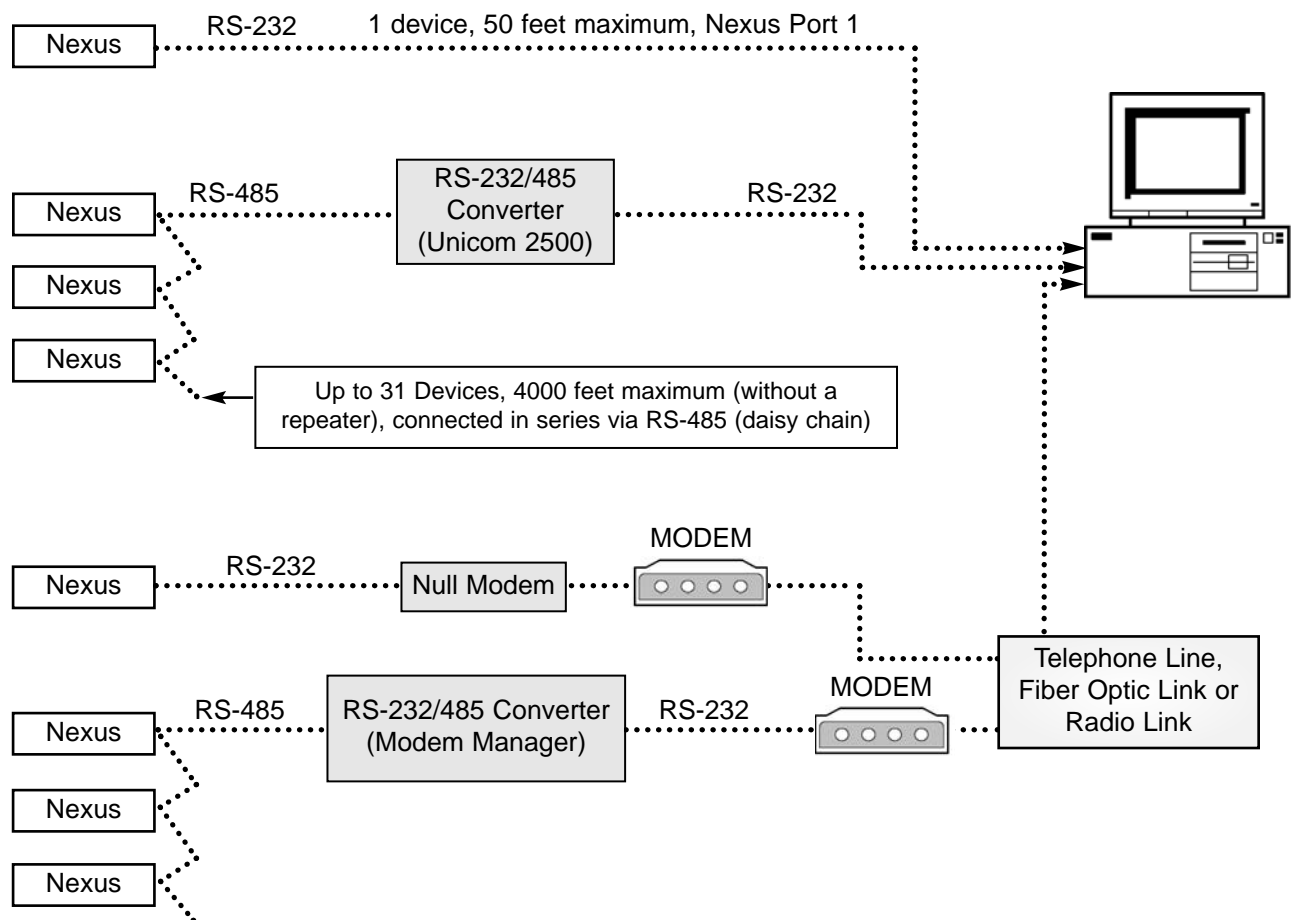 Nexus
RS-232
1 device, 50 feet maximum, Nexus Port 1
Nexus
RS-485
RS-232/485
Converter
(Unicom 2500)
RS-232
Nexus
Nexus
Up to 31 Devices, 4000 feet maximum (without a
repeater), connected in series via RS-485 (daisy chain)
Nexus
RS-232
Null Modem
MODEM
Telephone Line,
Fiber Optic Link or
Radio Link
Nexus
RS-485
RS-232/485 Converter
(Modem Manager)
RS-232
MODEM
Nexus
Nexus